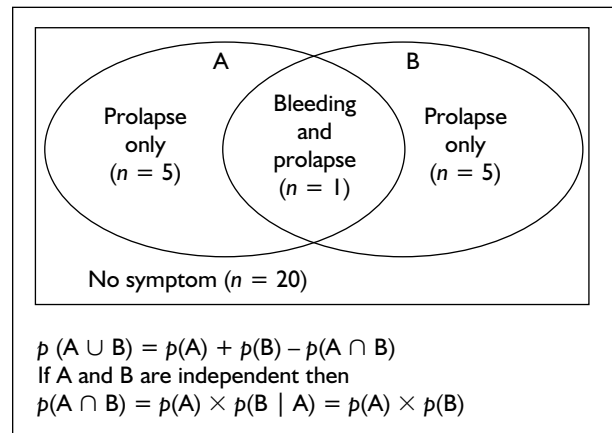 A B
Prolapse only (n = 5)
Bleeding and prolapse (n = 1)
Prolapse only (n = 5)
No symptom (n = 20)
p (A ∪ B) = p(A) + p(B) – p(A ∩ B)
If A and B are independent then
p(A ∩ B) = p(A) × p(B | A) = p(A) × p(B)